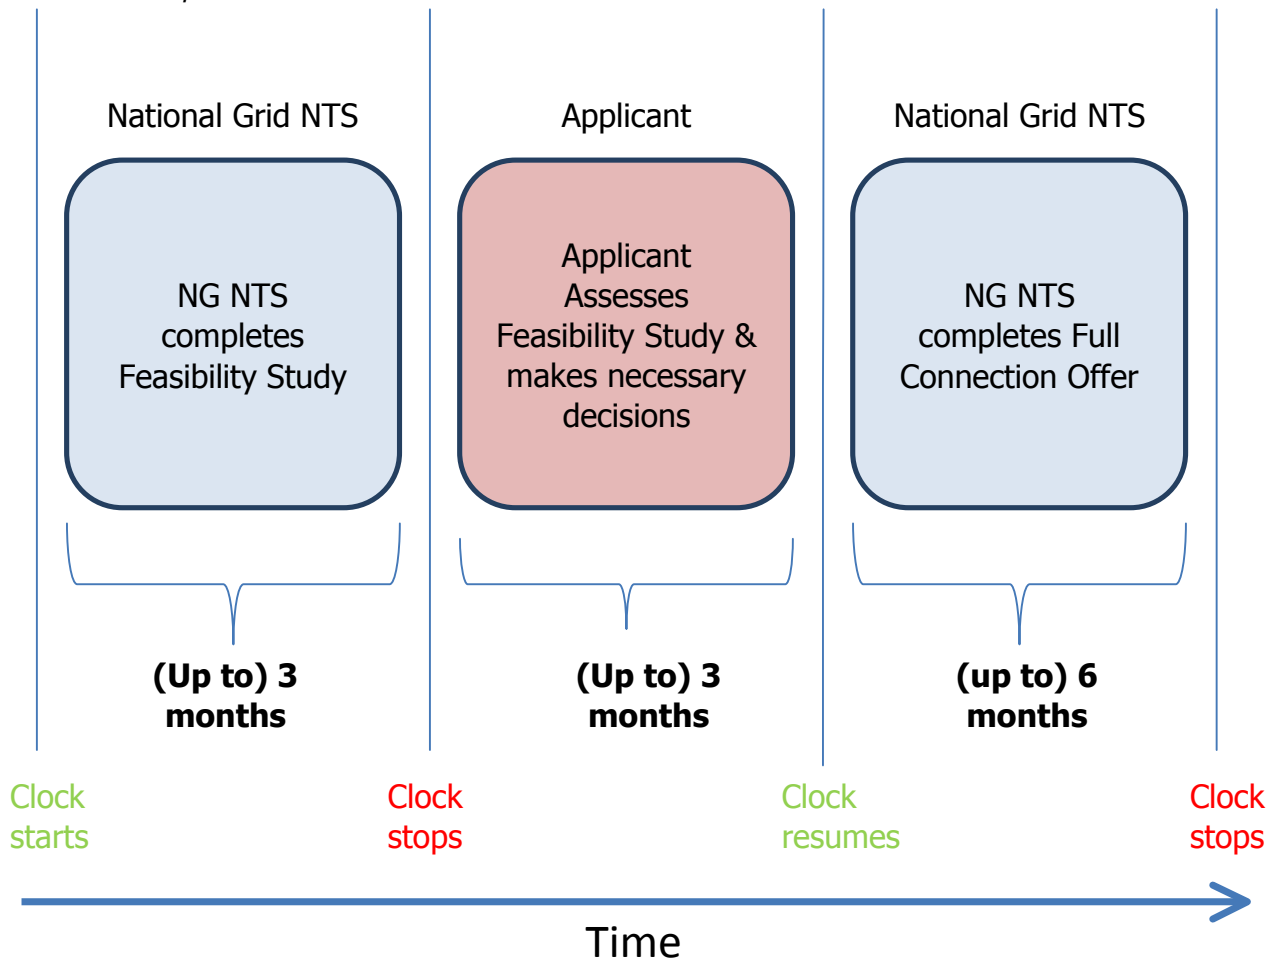 National Grid NTS
Applicant
National Grid NTS
NG NTS
completes
Feasibility Study
Applicant
Assesses
Feasibility Study &
makes necessary
decisions
NG NTS
completes Full
Connection Offer
(Up to) 3
months
(Up to) 3
months
(up to) 6
months
Clock
starts
Clock
stops
Clock
resumes
Clock
stops
Time